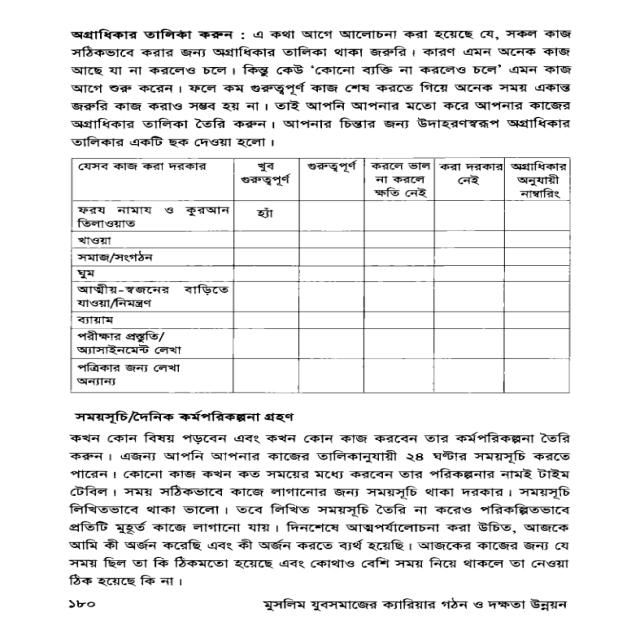 অগ্রাধিকার তালিকা করুন : এ কথা আগে আলোচনা করা হয়েছে যে, সকল কাজ
সঠিকভাবে করার জন্য অগ্রাধিকার তালিকা থাকা জরুরি। কারণ এমন অনেক কাজ
আছে যা না করলেও চলে। কিন্তু কেউ ‘কোনো ব্যক্তি না করলেও চলে’ এমন কাজ
আগে শুরু করেন। ফলে কম গুরুত্বপূর্ণ কাজ শেষ করতে গিয়ে অনেক সময় একান্ত
জরুরি কাজ করাও সম্ভব হয় না। তাই আপনি আপনার মতো করে আপনার কাজের
অগ্রাধিকার তালিকা তৈরি করুন। আপনার চিন্তার জন্য উদাহরণস্বরূপ অগ্রাধিকার
তালিকার একটি ছক দেওয়া হলো।
যেসব কাজ করা দরকার খুব গুরুত্বপূর্ণ করলে ভাল করা দরকার অগ্রাধিকার
গুরুত্বপূর্ণ না করলে নেই অনুযায়ী
ক্ষতি নেই নাম্বারিং
ফরয নামায ও কুরআন হ্যাঁ
তিলাওয়াত
খাওয়া
সমাজ/সংগঠন
ঘুম
আত্মীয়-স্বজনের বাড়িতে
যাওয়া/নিমন্ত্রণ
ব্যায়াম
পরীক্ষার প্রস্তুতি/
অ্যাসাইনমেন্ট লেখা
পত্রিকার জন্য লেখা
অন্যান্য
সময়সূচি/দৈনিক কর্মপরিকল্পনা গ্রহণ
কখন কোন বিষয় পড়বেন এবং কখন কোন কাজ করবেন তার কর্মপরিকল্পনা তৈরি
করুন। এজন্য আপনি আপনার কাজের তালিকানুযায়ী ২৪ ঘণ্টার সময়সূচি করতে
পারেন। কোনো কাজ কখন কত সময়ের মধ্যে করবেন তার পরিকল্পনার নামই টাইম
টেবিল। সময় সঠিকভাবে কাজে লাগানোর জন্য সময়সূচি থাকা দরকার। সময়সূচি
লিখিতভাবে থাকা ভালো। তবে লিখিত সময়সূচি তৈরি না করেও পরিকল্পিতভাবে
প্রতিটি মুহূর্ত কাজে লাগানো যায়। দিনশেষে আত্মপর্যালোচনা করা উচিত, আজকে
আমি কী অর্জন করেছি এবং কী অর্জন করতে ব্যর্থ হয়েছি। আজকের কাজের জন্য যে
সময় ছিল তা কি ঠিকমতো হয়েছে এবং কোথাও বেশি সময় নিয়ে থাকলে তা নেওয়া
ঠিক হয়েছে কি না।
১৮০ মুসলিম যুবসমাজের ক্যারিয়ার গঠন ও দক্ষতা উন্নয়ন